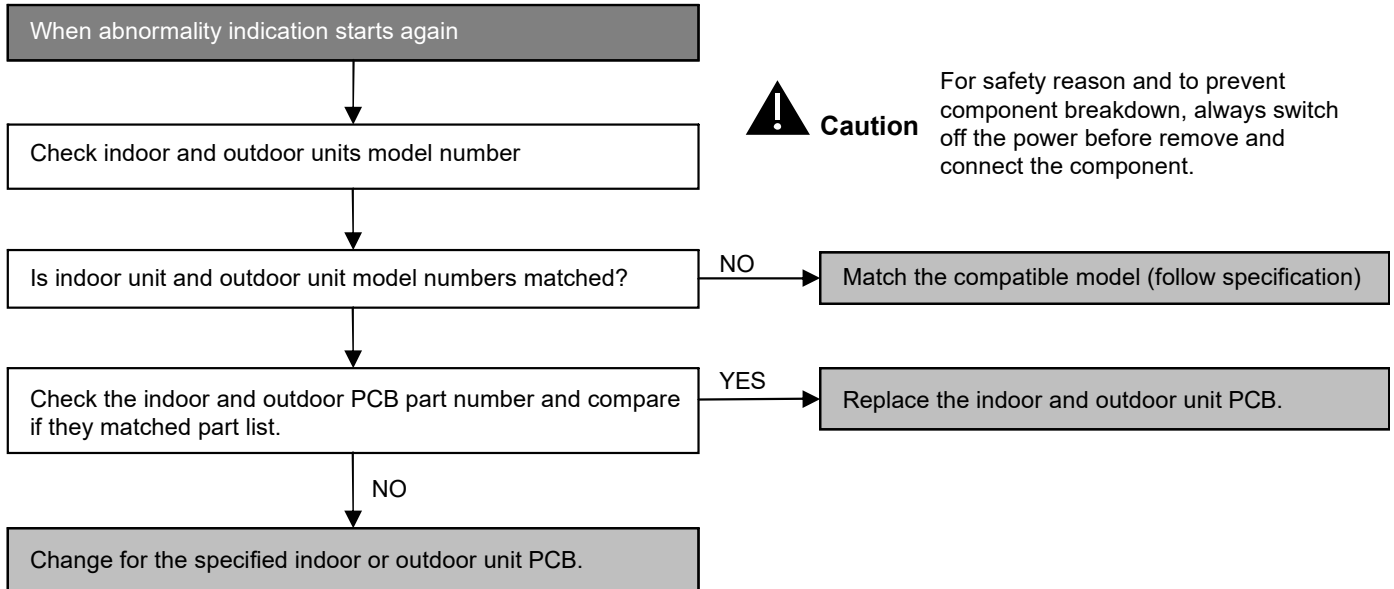 When abnormality indication starts again
Caution
For safety reason and to prevent
component breakdown, always switch
off the power before remove and
connect the component.
Check indoor and outdoor units model number
Is indoor unit and outdoor unit model numbers matched?
NO
Match the compatible model (follow specification)
Check the indoor and outdoor PCB part number and compare
if they matched part list.
YES
Replace the indoor and outdoor unit PCB.
NO
Change for the specified indoor or outdoor unit PCB.